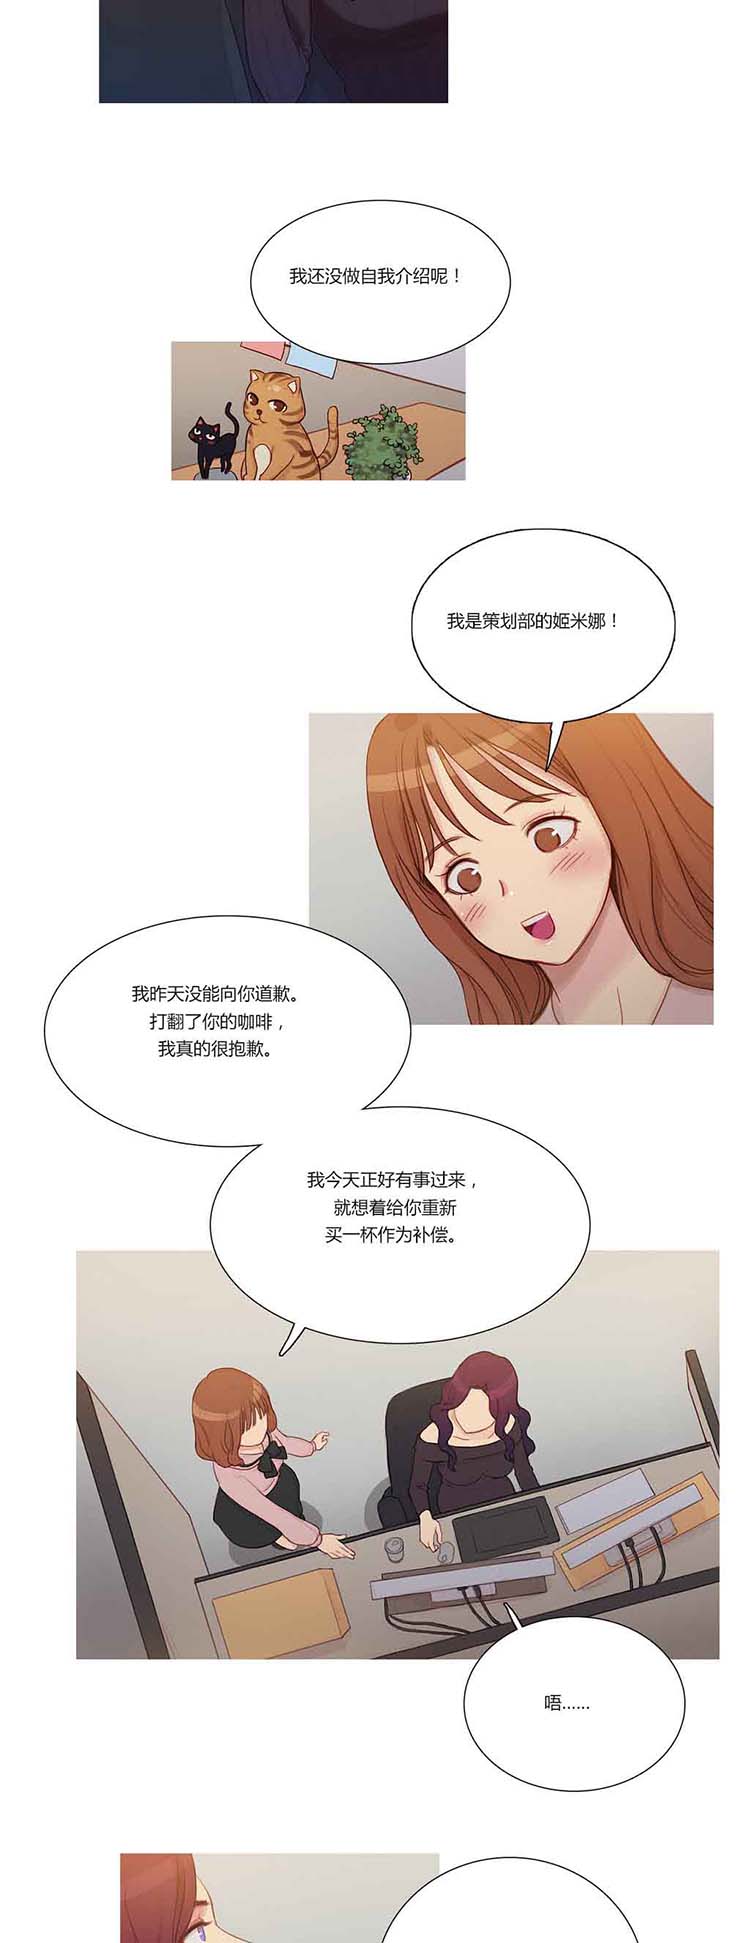 我还没做自我介绍呢！
我是策划部的姬米娜！
我昨天没能向你道歉。
打翻了你的咖啡，
我真的很抱歉。
我今天正好有事过来，
就想着给你重新
买一杯作为补偿。
唔……